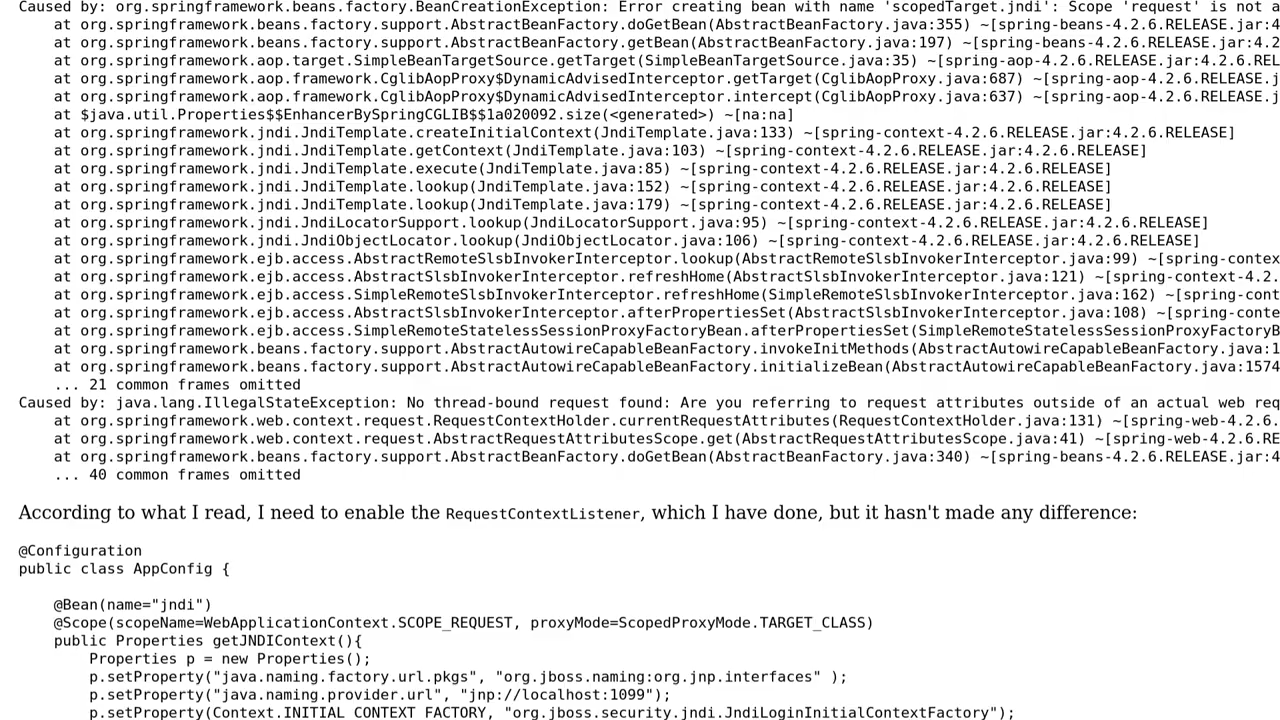 Caused by: org.springframework.beans.factory.BeanCreationException: Error creating bean with name 'scopedTarget.jndi': Scope 'request' is not a
at org.springframework.beans.factory.support.AbstractBeanFactory.doGetBean(AbstractBeanFactory.java:355) ~[spring-beans-4.2.6.RELEASE.jar:4
at org.springframework.beans.factory.support.AbstractBeanFactory.getBean(AbstractBeanFactory.java:197) ~[spring-beans-4.2.6.RELEASE.jar:4.2
at org.springframework.aop.target.SimpleBeanTargetSource.getTarget(SimpleBeanTargetSource.java:35) ~[spring-aop-4.2.6.RELEASE.jar:4.2.6.REL
at org.springframework.aop.framework.CglibAopProxy$DynamicAdvisedInterceptor.getTarget(CglibAopProxy.java:687) ~[spring-aop-4.2.6.RELEASE.j
at org.springframework.aop.framework.CglibAopProxy$DynamicAdvisedInterceptor.intercept(CglibAopProxy.java:637) ~[spring-aop-4.2.6.RELEASE.j
at $java.util.Properties$$EnhancerBySpringCGLIB$$1a020092.size(<generated>) ~[na:na]
at org.springframework.jndi.JndiTemplate.createInitialContext(JndiTemplate.java:133) ~[spring-context-4.2.6.RELEASE.jar:4.2.6.RELEASE]
at org.springframework.jndi.JndiTemplate.getContext(JndiTemplate.java:103) ~[spring-context-4.2.6.RELEASE.jar:4.2.6.RELEASE]
at org.springframework.jndi.JndiTemplate.execute(JndiTemplate.java:85) ~[spring-context-4.2.6.RELEASE.jar:4.2.6.RELEASE]
at org.springframework.jndi.JndiTemplate.lookup(JndiTemplate.java:152) ~[spring-context-4.2.6.RELEASE.jar:4.2.6.RELEASE]
at org.springframework.jndi.JndiTemplate.lookup(JndiTemplate.java:179) ~[spring-context-4.2.6.RELEASE.jar:4.2.6.RELEASE]
at org.springframework.jndi.JndiLocatorSupport.lookup(JndiLocatorSupport.java:95) ~[spring-context-4.2.6.RELEASE.jar:4.2.6.RELEASE]
at org.springframework.jndi.JndiObjectLocator.lookup(JndiObjectLocator.java:106) ~[spring-context-4.2.6.RELEASE.jar:4.2.6.RELEASE]
at org.springframework.ejb.access.AbstractRemoteSlsbInvokerInterceptor.lookup(AbstractRemoteSlsbInvokerInterceptor.java:99) ~[spring-contex
at org.springframework.ejb.access.AbstractSlsbInvokerInterceptor.refreshHome(AbstractSlsbInvokerInterceptor.java:121) ~[spring-context-4.2.
at org.springframework.ejb.access.SimpleRemoteSlsbInvokerInterceptor.refreshHome(SimpleRemoteSlsbInvokerInterceptor.java:162) ~[spring-cont
at org.springframework.ejb.access.AbstractSlsbInvokerInterceptor.afterPropertiesSet(AbstractSlsbInvokerInterceptor.java:108) ~[spring-conte
at org.springframework.ejb.access.SimpleRemoteStatelessSessionProxyFactoryBean.afterPropertiesSet(SimpleRemoteStatelessSessionProxyFactoryB
at org.springframework.beans.factory.support.AbstractAutowireCapableBeanFactory.invokeInitMethods(AbstractAutowireCapableBeanFactory.java:1
at org.springframework.beans.factory.support.AbstractAutowireCapableBeanFactory.initializeBean(AbstractAutowireCapableBeanFactory.java:1574
... 21 common frames omitted
Caused by: java.lang.IllegalStateException: No thread-bound request found: Are you referring to request attributes outside of an actual web req
at org.springframework.web.context.request.RequestContextHolder.currentRequestAttributes(RequestContextHolder.java:131) ~[spring-web-4.2.6.
at org.springframework.web.context.request.AbstractRequestAttributesScope.get(AbstractRequestAttributesScope.java:41) ~[spring-web-4.2.6.RE
at org.springframework.beans.factory.support.AbstractBeanFactory.doGetBean(AbstractBeanFactory.java:340) ~[spring-beans-4.2.6.RELEASE.jar:4
... 40 common frames omitted
According to what I read, I need to enable the RequestContextListener, which I have done, but it hasn't made any difference:
@Configuration
public class AppConfig {
@Bean(name="jndi")
@Scope(scopeName=WebApplicationContext.SCOPE_REQUEST, proxyMode=ScopedProxyMode.TARGET_CLASS)
public Properties getJNDIContext(){
Properties p = new Properties();
p.setProperty("java.naming.factory.url.pkgs", "org.jboss.naming:org.jnp.interfaces" );
p.setProperty("java.naming.provider.url", "jnp://localhost:1099");
p.setProperty(Context.INITIAL_CONTEXT_FACTORY, "org.jboss.security.jndi.JndiLoginInitialContextFactory");